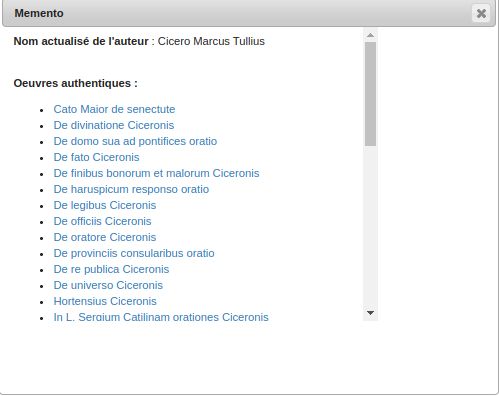 Memento
Nom actualisé de l'auteur : Cicero Marcus Tullius
Oeuvres authentiques :
Cato Maior de senectute
De divinatione Ciceronis
De domo sua ad pontifices oratio
De fato Ciceronis
De finibus bonorum et malorum Ciceronis
De haruspicum responso oratio
De legibus Ciceronis
De officiis Ciceronis
De oratore Ciceronis
De provinciis consularibus oratio
De re publica Ciceronis
De universo Ciceronis
Hortensius Ciceronis
In L. Sergium Catilinam orationes Ciceronis